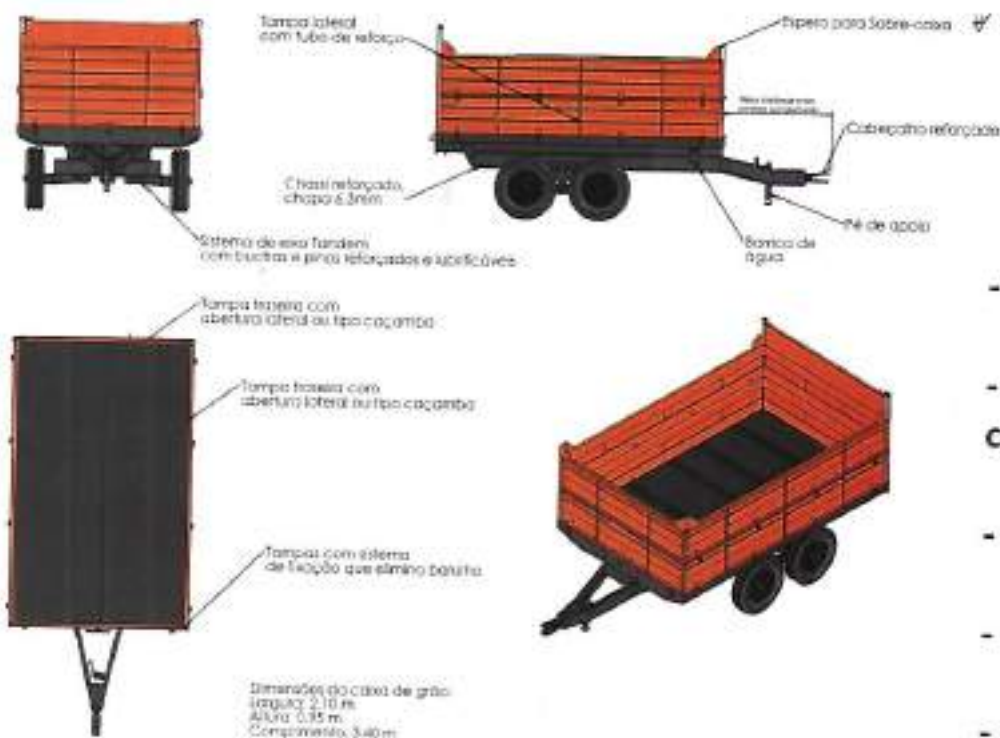 Tampa lateral
com tubo de reforço
Espera para Sobre-caixa
Cabeçalho reforçado
Chassi reforçado,
chapa 6.3mm
Pé de apoio
Barrica de
água
Sistema de eixo Tandem
com buchas e pinos reforçados e lubrificáveis
Tampa traseira com
abertura lateral ou tipo caçamba
Tampa traseira com
abertura lateral ou tipo caçamba
Tampas com sistema
de fixação que elimina barulho
Dimensões da caixa de grão:
Largura: 2.10 m
Altura: 0.95 m
Comprimento: 3.40 m